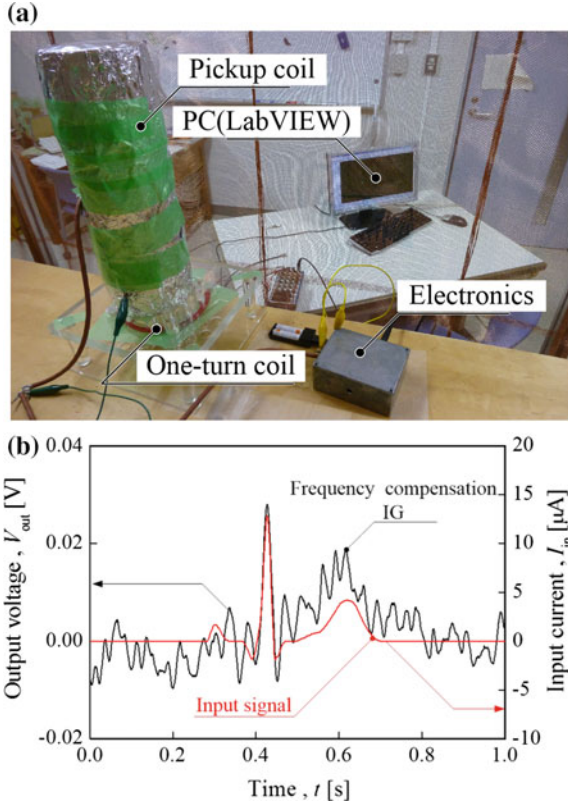 (a)
Pickup coil
PC(LabVIEW)
Electronics
One-turn coil
(b)
0.04
0.02
0.00
-0.02
Output voltage , Vout [V]
20
15
10
5
0
-5
-10
Input current , Iin [μA]
Frequency compensation
IG
Input signal
0.0 0.2 0.4 0.6 0.8 1.0
Time , t [s]